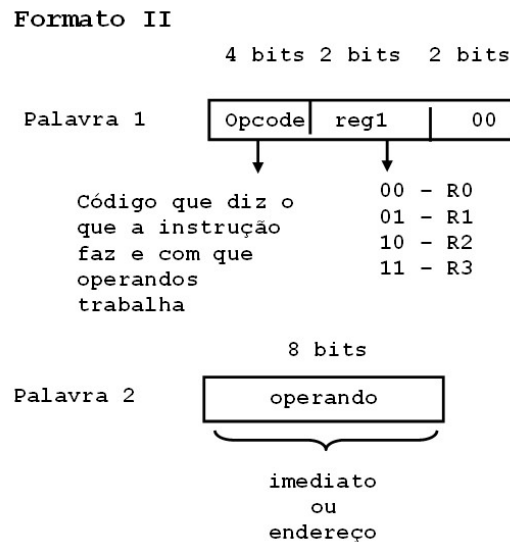 Formato II
4 bits 2 bits 2 bits
Palavra 1 Opcode reg1 00
Código que diz o
que a instrução
faz e com que
operandos
trabalha
00 - R0
01 - R1
10 - R2
11 - R3
8 bits
Palavra 2 operando
imediato
ou
endereço